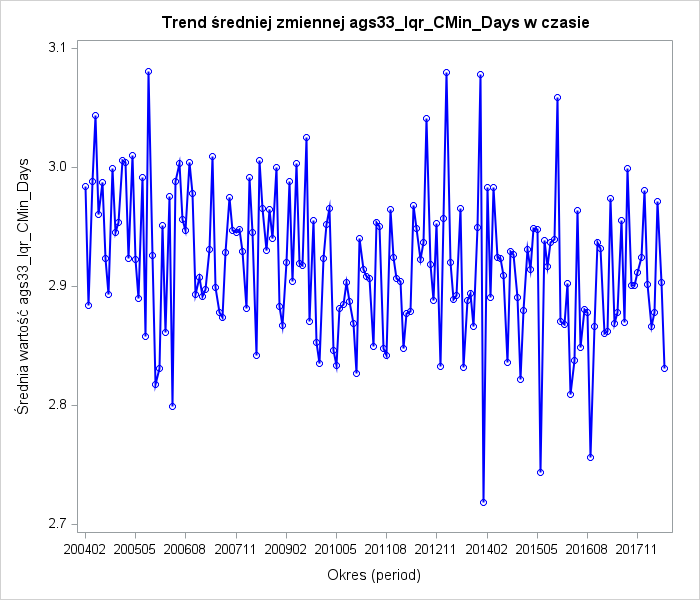 Trend średniej zmiennej ags33_Iqr_CMin_Days w czasie
Średnia wartość ags33_Iqr_CMin_Days
3.1
3.0
2.9
2.8
2.7
200402 200505 200608 200711 200902 201005 201108 201211 201402 201505 201608 201711
Okres (period)